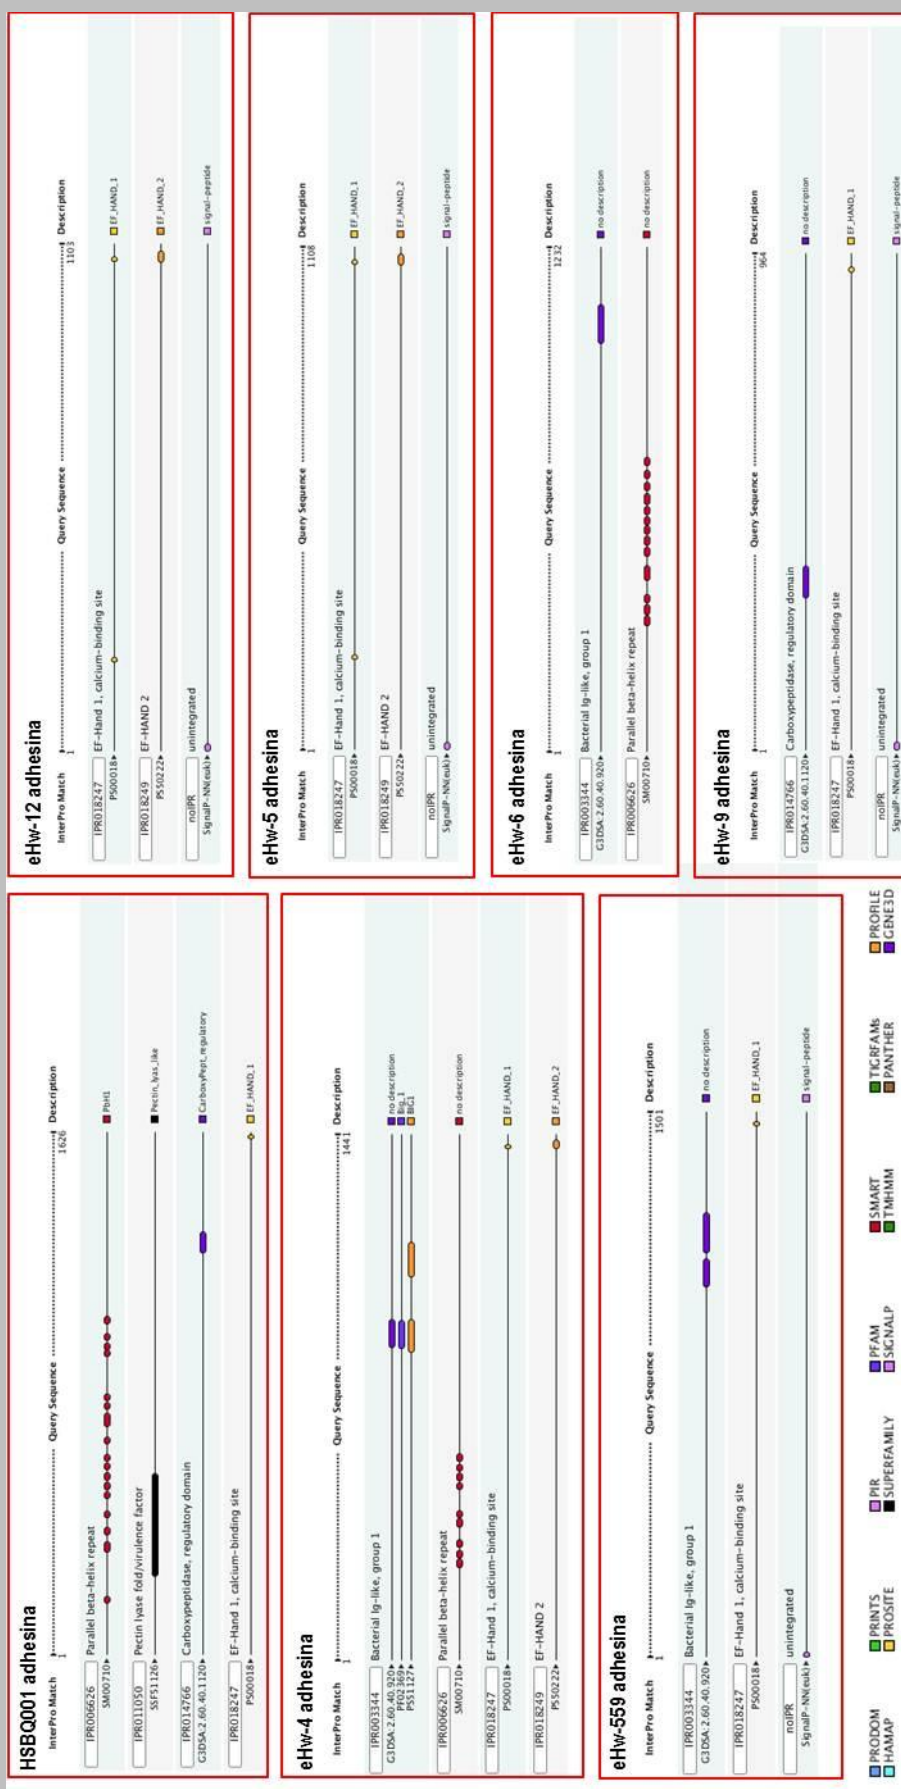 HSBQ001 adhesina
InterPro Match 1 Query Sequence 1626 Description
IPR006626 Parallel beta-helix repeat
SM00710 PbH1
IPR011050 Pectin lyase fold/virulence factor
SSF51126 Pectin_lyas_like
IPR014766 Carboxypeptidase, regulatory domain
G3DSA:2.60.40.1120 CarboxyPept_regulatory
IPR018247 EF-Hand 1, calcium-binding site
PS00018 EF_HAND_1
eHw-4 adhesina
InterPro Match 1 Query Sequence 1441 Description
IPR003344 Bacterial Ig-like, group 1
G3DSA:2.60.40.920 no description
PF02369 Big_1
PS51127 BIG1
IPR006626 Parallel beta-helix repeat
SM00710 no description
IPR018247 EF-Hand 1, calcium-binding site
PS00018 EF_HAND_1
IPR018249 EF-HAND 2
PS50222 EF_HAND_2
eHw-559 adhesina
InterPro Match 1 Query Sequence 1501 Description
IPR003344 Bacterial Ig-like, group 1
G3DSA:2.60.40.920 no description
IPR018247 EF-Hand 1, calcium-binding site
PS00018 EF_HAND_1
noIPR unintegrated
SignalP-NN(euk) signal-peptide
eHw-12 adhesina
InterPro Match 1 Query Sequence 1103 Description
IPR018247 EF-Hand 1, calcium-binding site
PS00018 EF_HAND_1
IPR018249 EF-HAND 2
PS50222 EF_HAND_2
noIPR unintegrated
SignalP-NN(euk) signal-peptide
eHw-5 adhesina
InterPro Match 1 Query Sequence 1108 Description
IPR018247 EF-Hand 1, calcium-binding site
PS00018 EF_HAND_1
IPR018249 EF-HAND 2
PS50222 EF_HAND_2
noIPR unintegrated
SignalP-NN(euk) signal-peptide
eHw-6 adhesina
InterPro Match 1 Query Sequence 1232 Description
IPR003344 Bacterial Ig-like, group 1
G3DSA:2.60.40.920 no description
IPR006626 Parallel beta-helix repeat
SM00710 no description
eHw-9 adhesina
InterPro Match 1 Query Sequence 964 Description
IPR014766 Carboxypeptidase, regulatory domain
G3DSA:2.60.40.1120 no description
IPR018247 EF-Hand 1, calcium-binding site
PS00018 EF_HAND_1
noIPR unintegrated
SignalP-NN(euk) signal-peptide
PRODOM PRINTS PIR PFAM SMART TIGRFAMs PROFILE
HAMAP PROSITE SUPERFAMILY SIGNALP TMHMM PANTHER GENE3D